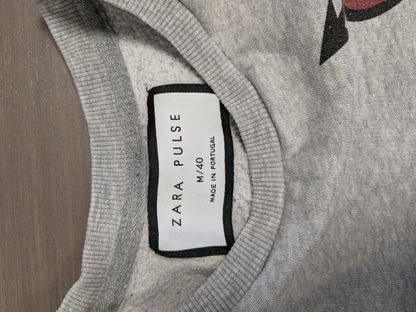 ZARA PULSE
M/40
MADE IN PORTUGAL